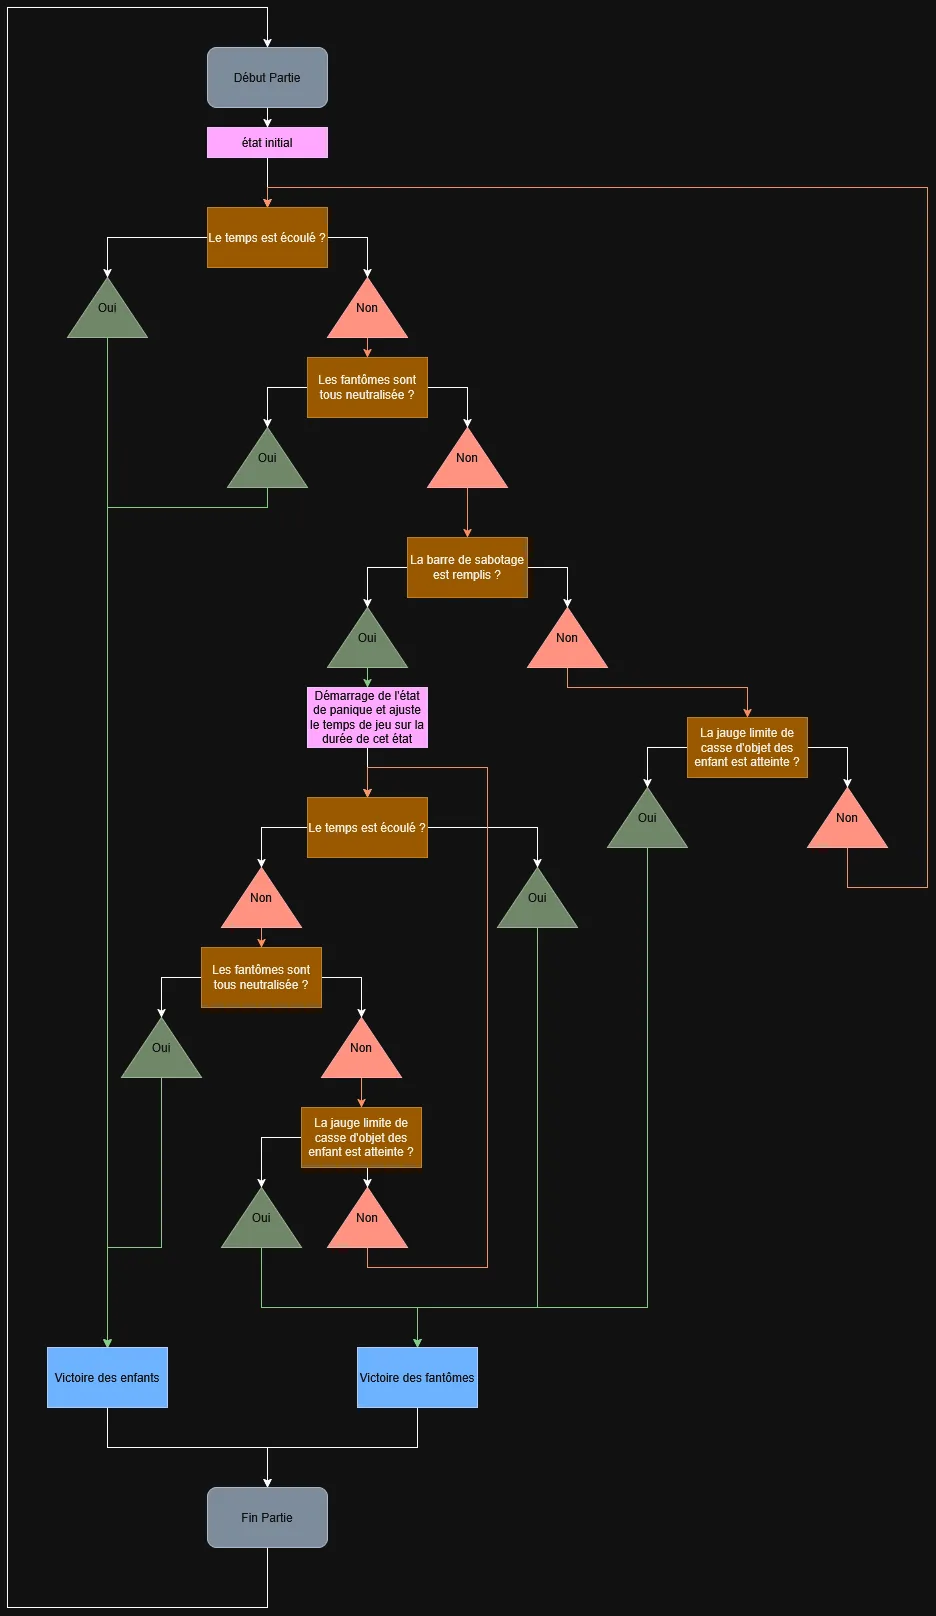 Début Partie
état initial
Le temps est écoulé ?
Oui
Non
Les fantômes sont
tous neutralisée ?
Oui
Non
La barre de sabotage
est remplis ?
Oui
Non
Démarrage de l'état
de panique et ajuste
le temps de jeu sur la
durée de cet état
La jauge limite de
casse d'objet des
enfant est atteinte ?
Oui
Non
Le temps est écoulé ?
Non
Oui
Les fantômes sont
tous neutralisée ?
Oui
Non
La jauge limite de
casse d'objet des
enfant est atteinte ?
Oui
Non
Victoire des enfants
Victoire des fantômes
Fin Partie